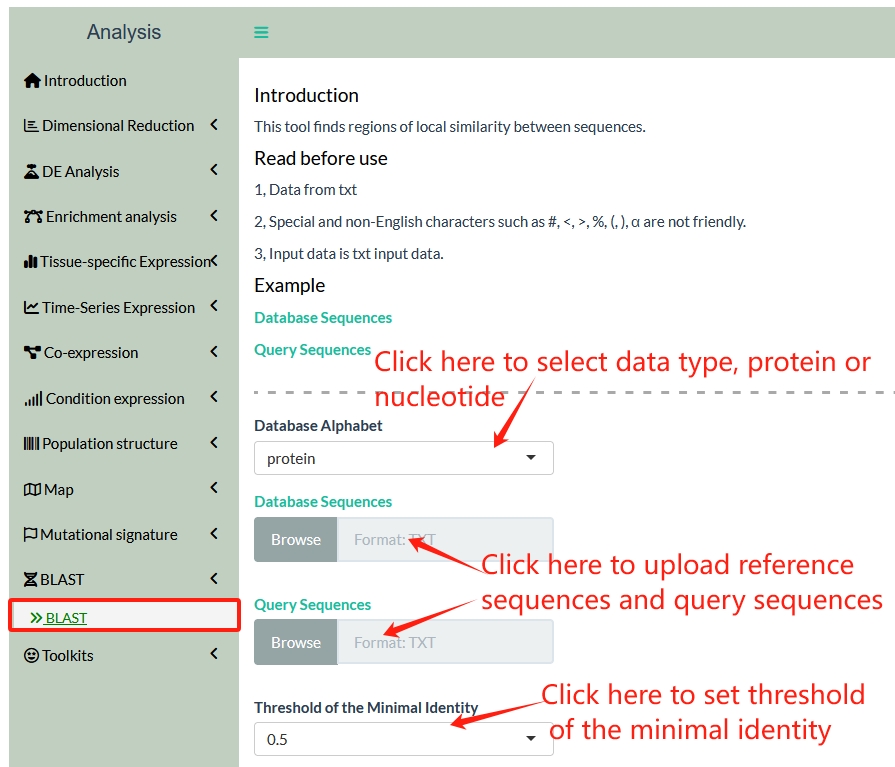 Analysis
Introduction
Dimensional Reduction
DE Analysis
Enrichment analysis
Tissue-specific Expression
Time-Series Expression
Co-expression
Condition expression
Population structure
Map
Mutational signature
BLAST
BLAST
Toolkits
Introduction
This tool finds regions of local similarity between sequences.
Read before use
1, Data from txt
2, Special and non-English characters such as #, <, >, %, (, ), α are not friendly.
3, Input data is txt input data.
Example
Database Sequences
Query Sequences
Click here to select data type, protein or
nucleotide
Database Alphabet
protein
Database Sequences
Browse
Format: TXT
Click here to upload reference
sequences and query sequences
Query Sequences
Browse
Format: TXT
Threshold of the Minimal Identity
0.5
Click here to set threshold
of the minimal identity